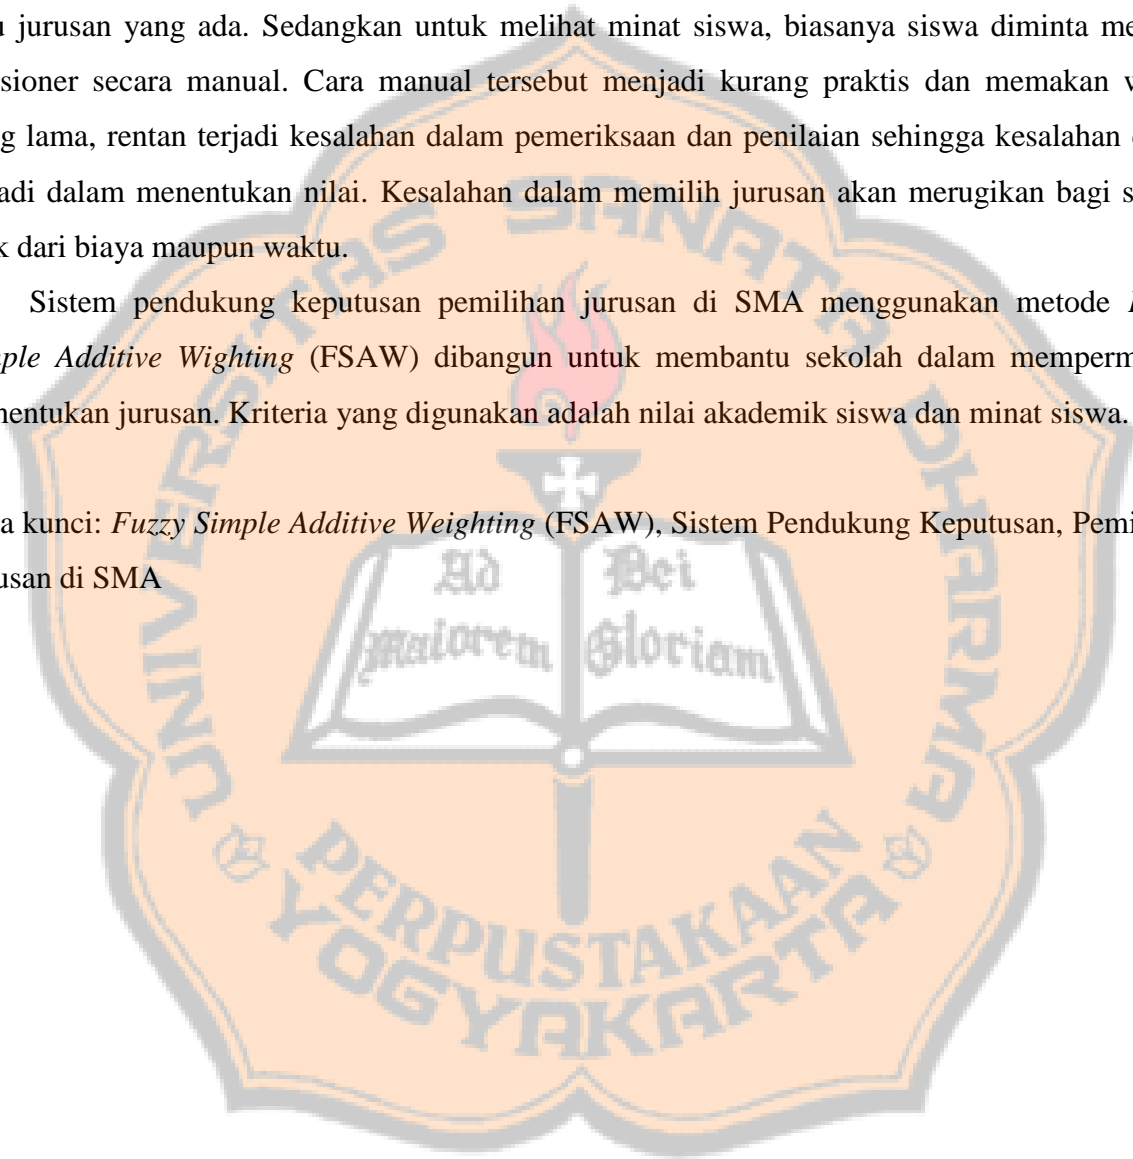 u jurusan yang ada. Sedangkan untuk melihat minat siswa, biasanya siswa diminta me
sioner secara manual. Cara manual tersebut menjadi kurang praktis dan memakan w
g lama, rentan terjadi kesalahan dalam pemeriksaan dan penilaian sehingga kesalahan
adi dalam menentukan nilai. Kesalahan dalam memilih jurusan akan merugikan bagi s
k dari biaya maupun waktu.
Sistem pendukung keputusan pemilihan jurusan di SMA menggunakan metode
ple Additive Wighting (FSAW) dibangun untuk membantu sekolah dalam memperm
nentukan jurusan. Kriteria yang digunakan adalah nilai akademik siswa dan minat siswa.
a kunci: Fuzzy Simple Additive Weighting (FSAW), Sistem Pendukung Keputusan, Pemi
usan di SMA
UNIVERSITAS SANATA DHARMA
Ad Dei
maiorem Gloriam
PERPUSTAKAAN
YOGYAKARTA